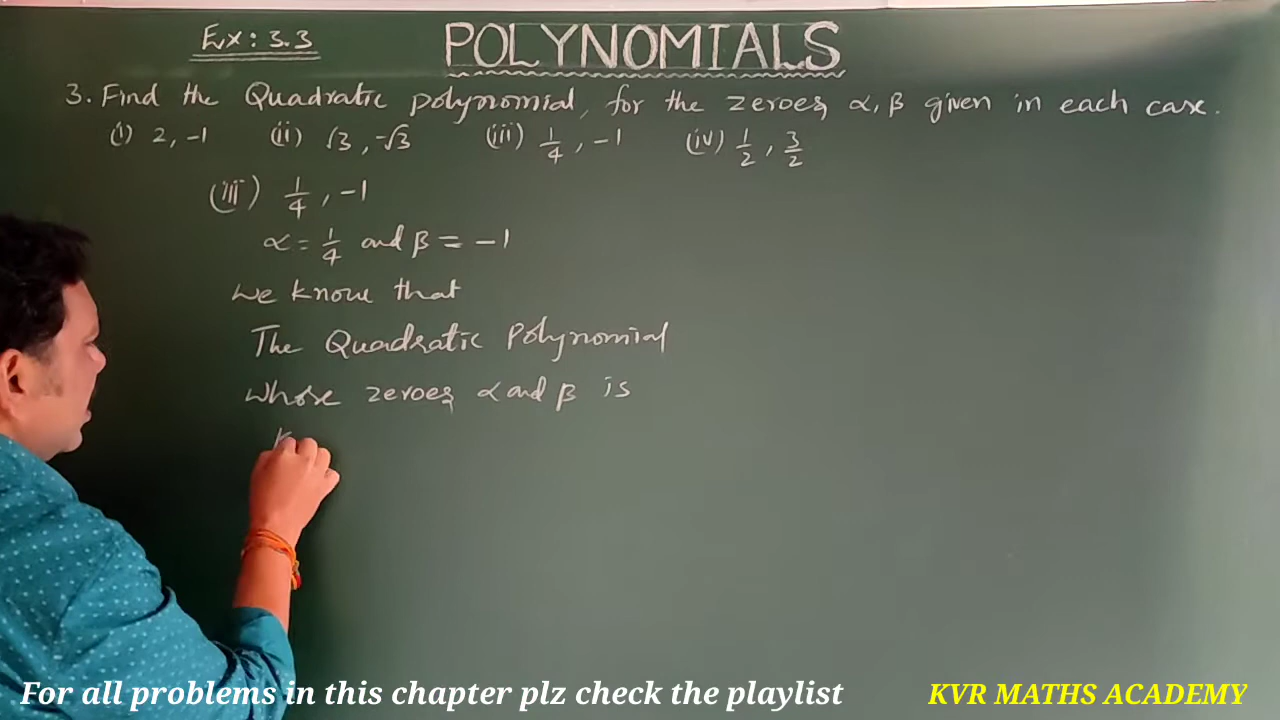 Ex: 3.3
POLYNOMIALS
3. Find the Quadratic polynomial, for the zeroes α, β given in each case.
(i) 2, -1 (ii) √3, -√3 (iii) 1/4, -1 (iv) 1/2, 3/2
(iii) 1/4, -1
α = 1/4 and β = -1
We know that
The Quadratic Polynomial
Whose zeroes α and β is
K
For all problems in this chapter plz check the playlist
KVR MATHS ACADEMY